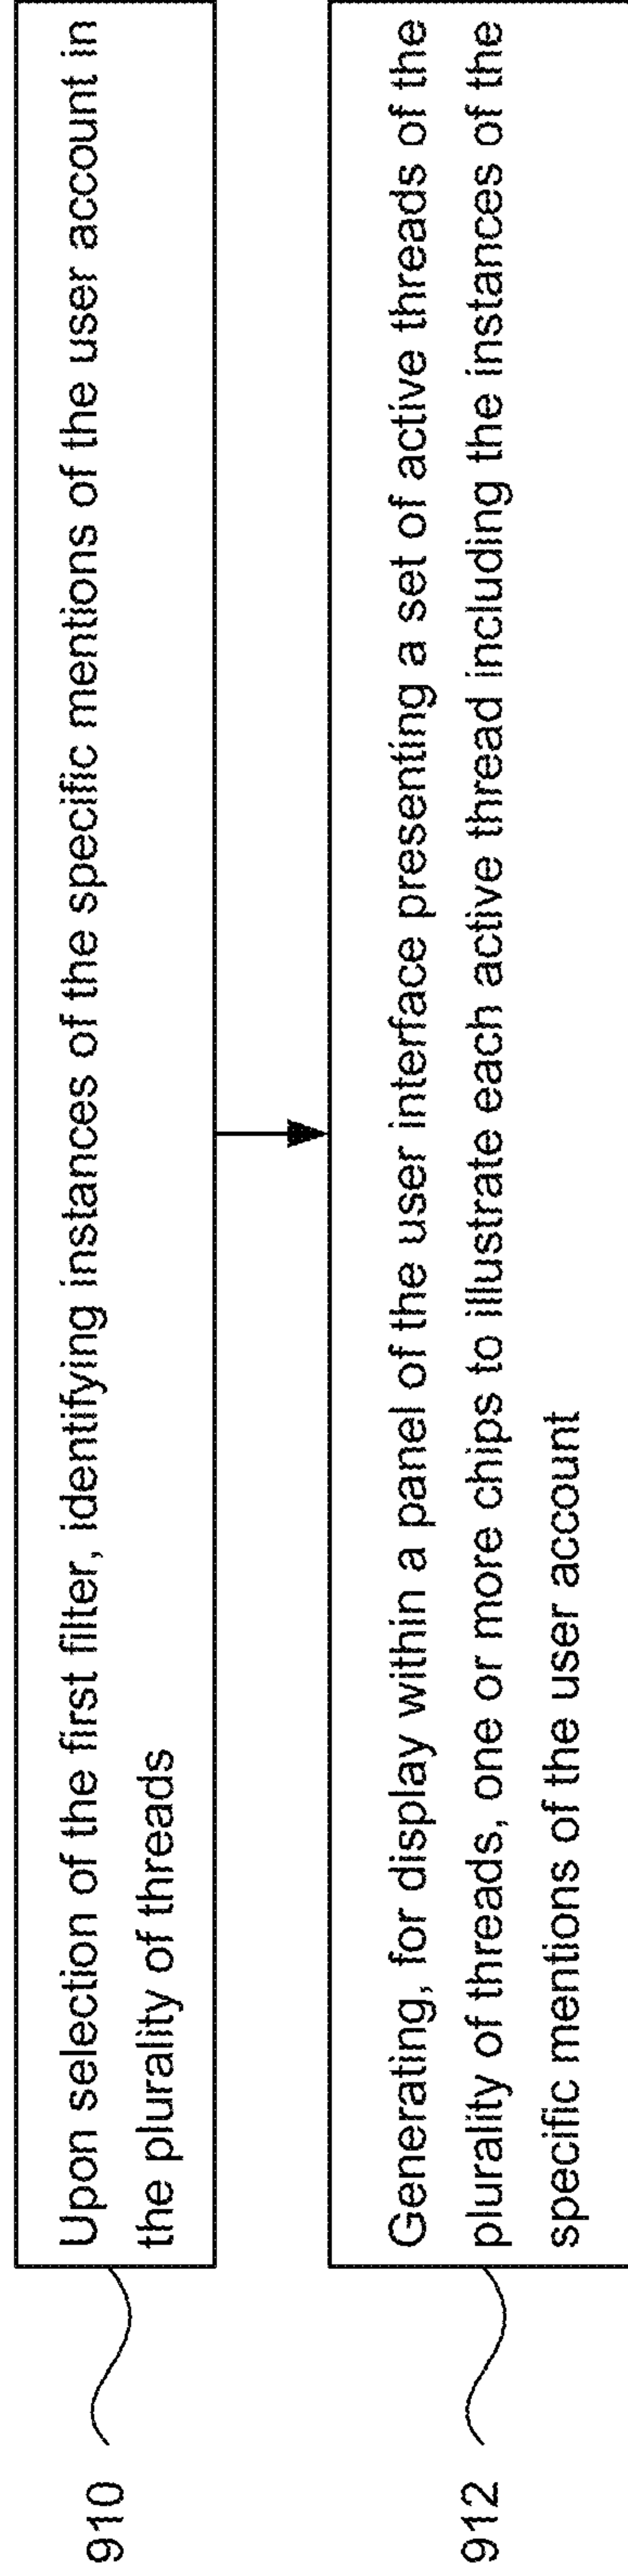 910
Upon selection of the first filter, identifying instances of the specific mentions of the user account in
the plurality of threads
912
Generating, for display within a panel of the user interface presenting a set of active threads of the
plurality of threads, one or more chips to illustrate each active thread including the instances of the
specific mentions of the user account